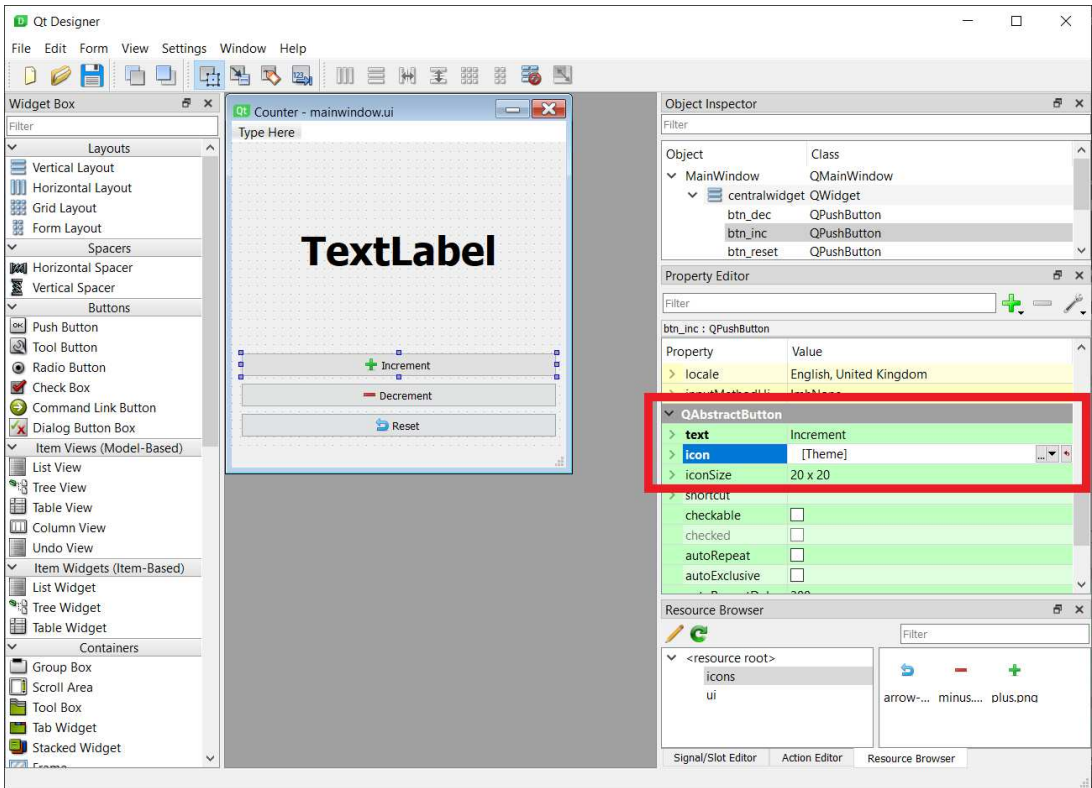 Qt Designer
File Edit Form View Settings Window Help
Widget Box
Filter
Layouts
Vertical Layout
Horizontal Layout
Grid Layout
Form Layout
Spacers
Horizontal Spacer
Vertical Spacer
Buttons
Push Button
Tool Button
Radio Button
Check Box
Command Link Button
Dialog Button Box
Item Views (Model-Based)
List View
Tree View
Table View
Column View
Undo View
Item Widgets (Item-Based)
List Widget
Tree Widget
Table Widget
Containers
Group Box
Scroll Area
Tool Box
Tab Widget
Stacked Widget
Frame
Counter - mainwindow.ui
Type Here
TextLabel
Increment
Decrement
Reset
Object Inspector
Filter
Object Class
MainWindow QMainWindow
centralwidget QWidget
btn_dec QPushButton
btn_inc QPushButton
btn_reset QPushButton
Property Editor
Filter
btn_inc : QPushButton
Property Value
locale English, United Kingdom
QAbstractButton
text Increment
icon [Theme]
...
iconSize 20 x 20
shortcut
checkable
checked
autoRepeat
autoExclusive
Resource Browser
Filter
<resource root>
icons
ui
arrow-... minus.... plus.png
Signal/Slot Editor Action Editor Resource Browser